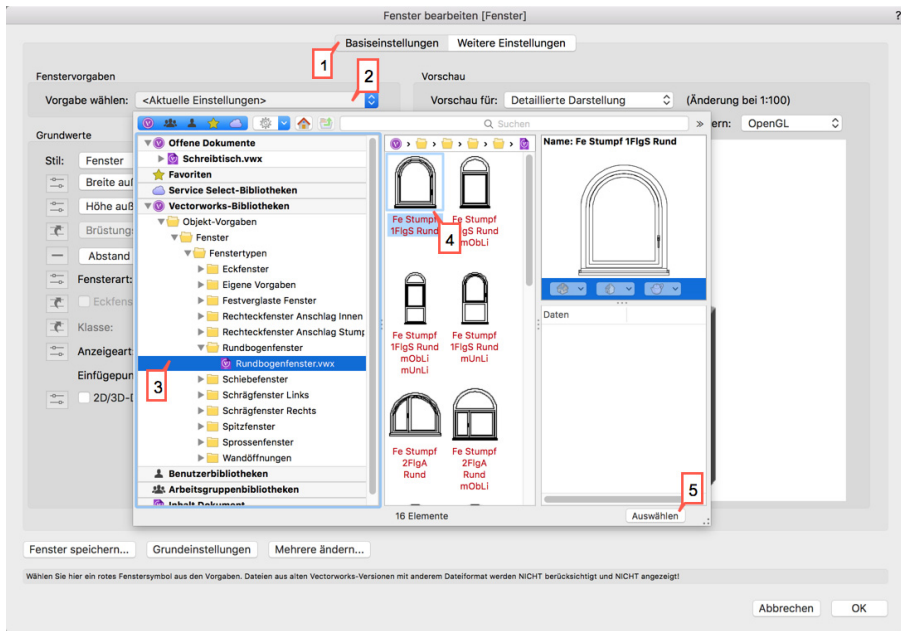 Fenster bearbeiten [Fenster]
?
Basiseinstellungen Weitere Einstellungen
1
2
Fenstervorgaben
Vorschau
Vorgabe wählen: <Aktuelle Einstellungen>
Vorschau für: Detaillierte Darstellung (Änderung bei 1:100)
Suchen
» ern: OpenGL
Grundwerte
Stil: Fenster
Breite auß
Höhe auß
Brüstung
Abstand
Fensterart:
Eckfens
Klasse:
Anzeigeart
Einfügepun
2D/3D-D
Offene Dokumente
Schreibtisch.vwx
Favoriten
Service Select-Bibliotheken
Vectorworks-Bibliotheken
Objekt-Vorgaben
Fenster
Fenstertypen
Eckfenster
Eigene Vorgaben
Festverglaste Fenster
Rechteckfenster Anschlag Innen
Rechteckfenster Anschlag Stump
Rundbogenfenster
Rundbogenfenster.vwx
3
Schiebefenster
Schrägfenster Links
Schrägfenster Rechts
Spitzfenster
Sprossenfenster
Wandöffnungen
Benutzerbibliotheken
Arbeitsgruppenbibliotheken
Inhalt Dokument
Fe Stumpf
1FlgS Rund
4
Fe Stumpf
gS Rund
mObLi
Fe Stumpf
1FlgS Rund
mObLi
mUnLi
Fe Stumpf
1FlgS Rund
mUnLi
Fe Stumpf
2FlgA
Rund
Fe Stumpf
2FlgA
Rund
mObLi
Name: Fe Stumpf 1FlgS Rund
Daten
5
16 Elemente
Auswählen
Fenster speichern... Grundeinstellungen Mehrere ändern...
Wählen Sie hier ein rotes Fenstersymbol aus den Vorgaben. Dateien aus alten Vectorworks-Versionen mit anderem Dateiformat werden NICHT berücksichtigt und NICHT angezeigt!
Abbrechen OK